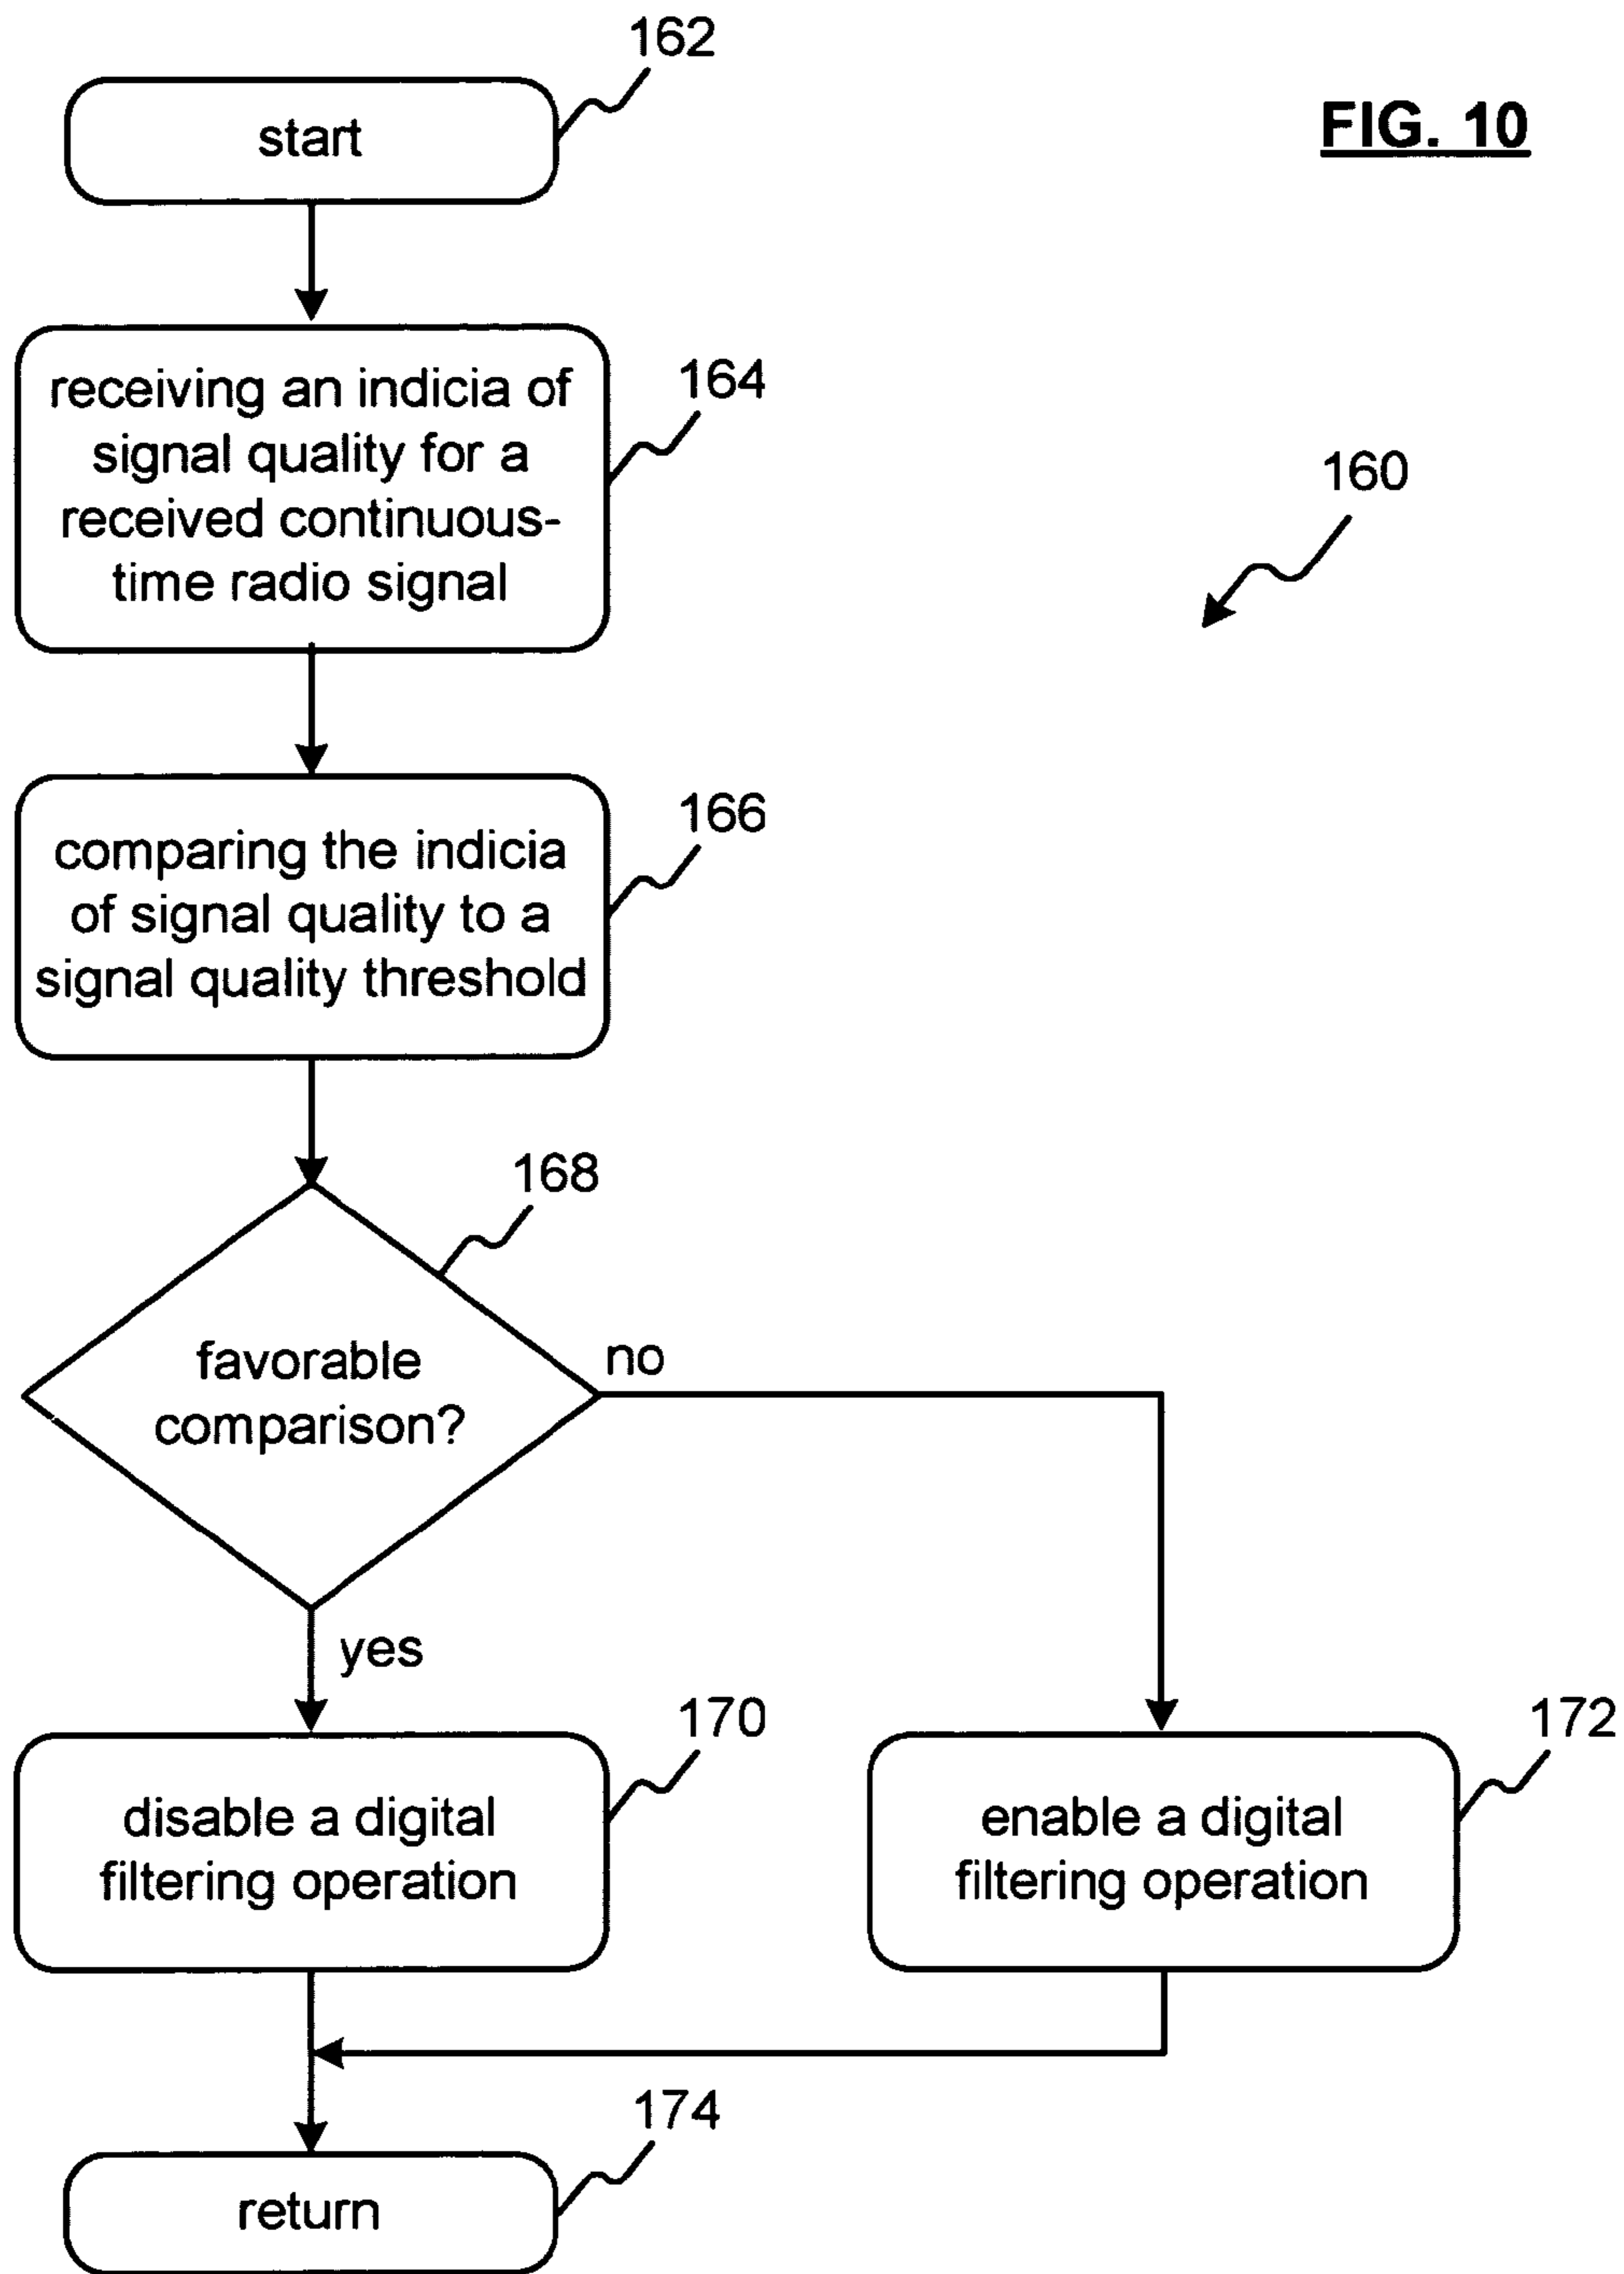 162
start
FIG. 10
receiving an indicia of
signal quality for a
received continuous-
time radio signal
164
160
comparing the indicia
of signal quality to a
signal quality threshold
166
168
favorable
comparison?
no
yes
170
disable a digital
filtering operation
172
enable a digital
filtering operation
174
return